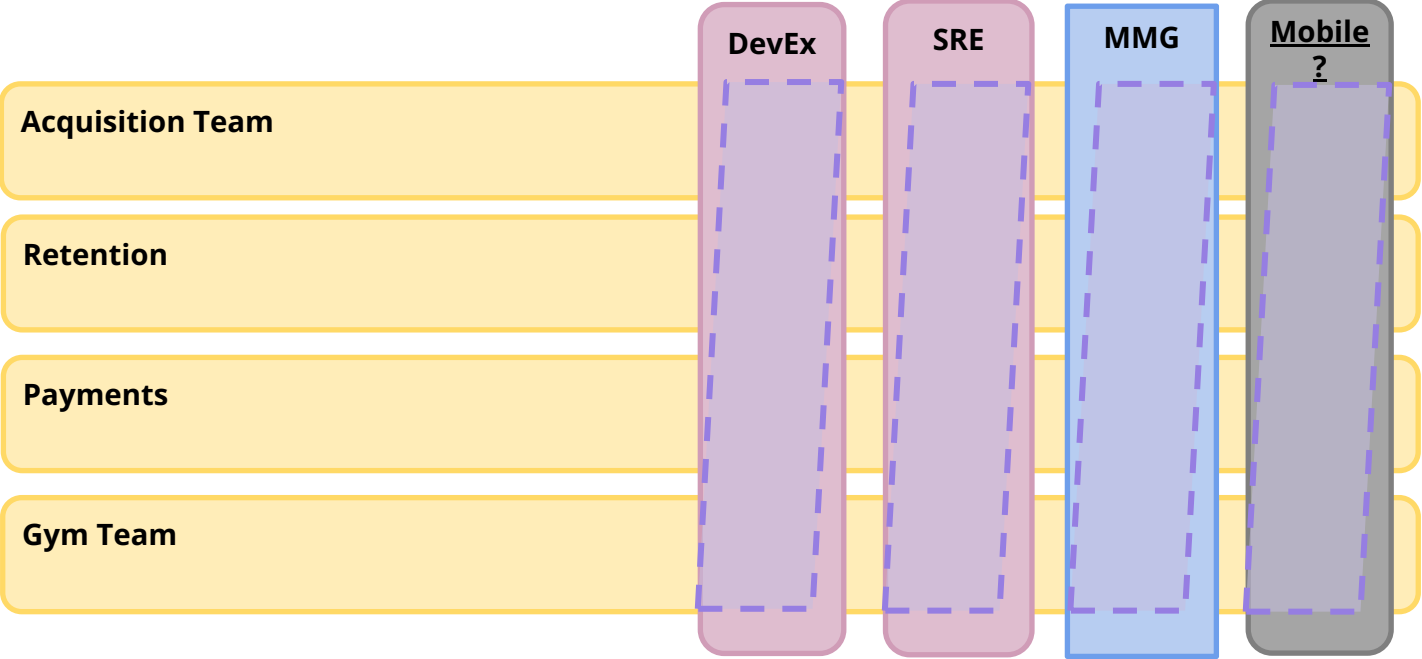 DevEx
SRE
MMG
Mobile
?
Acquisition Team
Retention
Payments
Gym Team